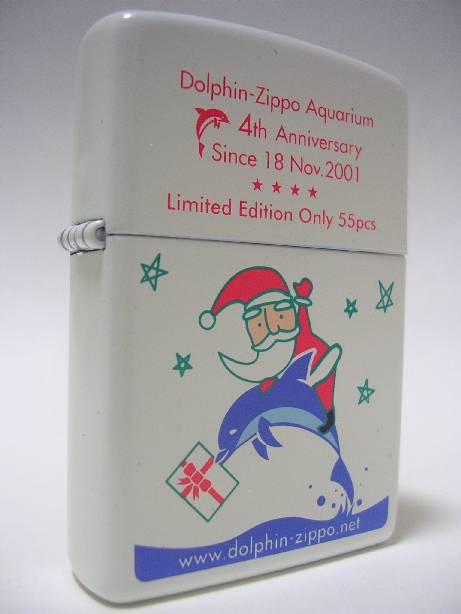 Dolphin-Zippo Aquarium
4th Anniversary
Since 18 Nov.2001
★ ★ ★ ★
Limited Edition Only 55pcs.
www.dolphin-zippo.net